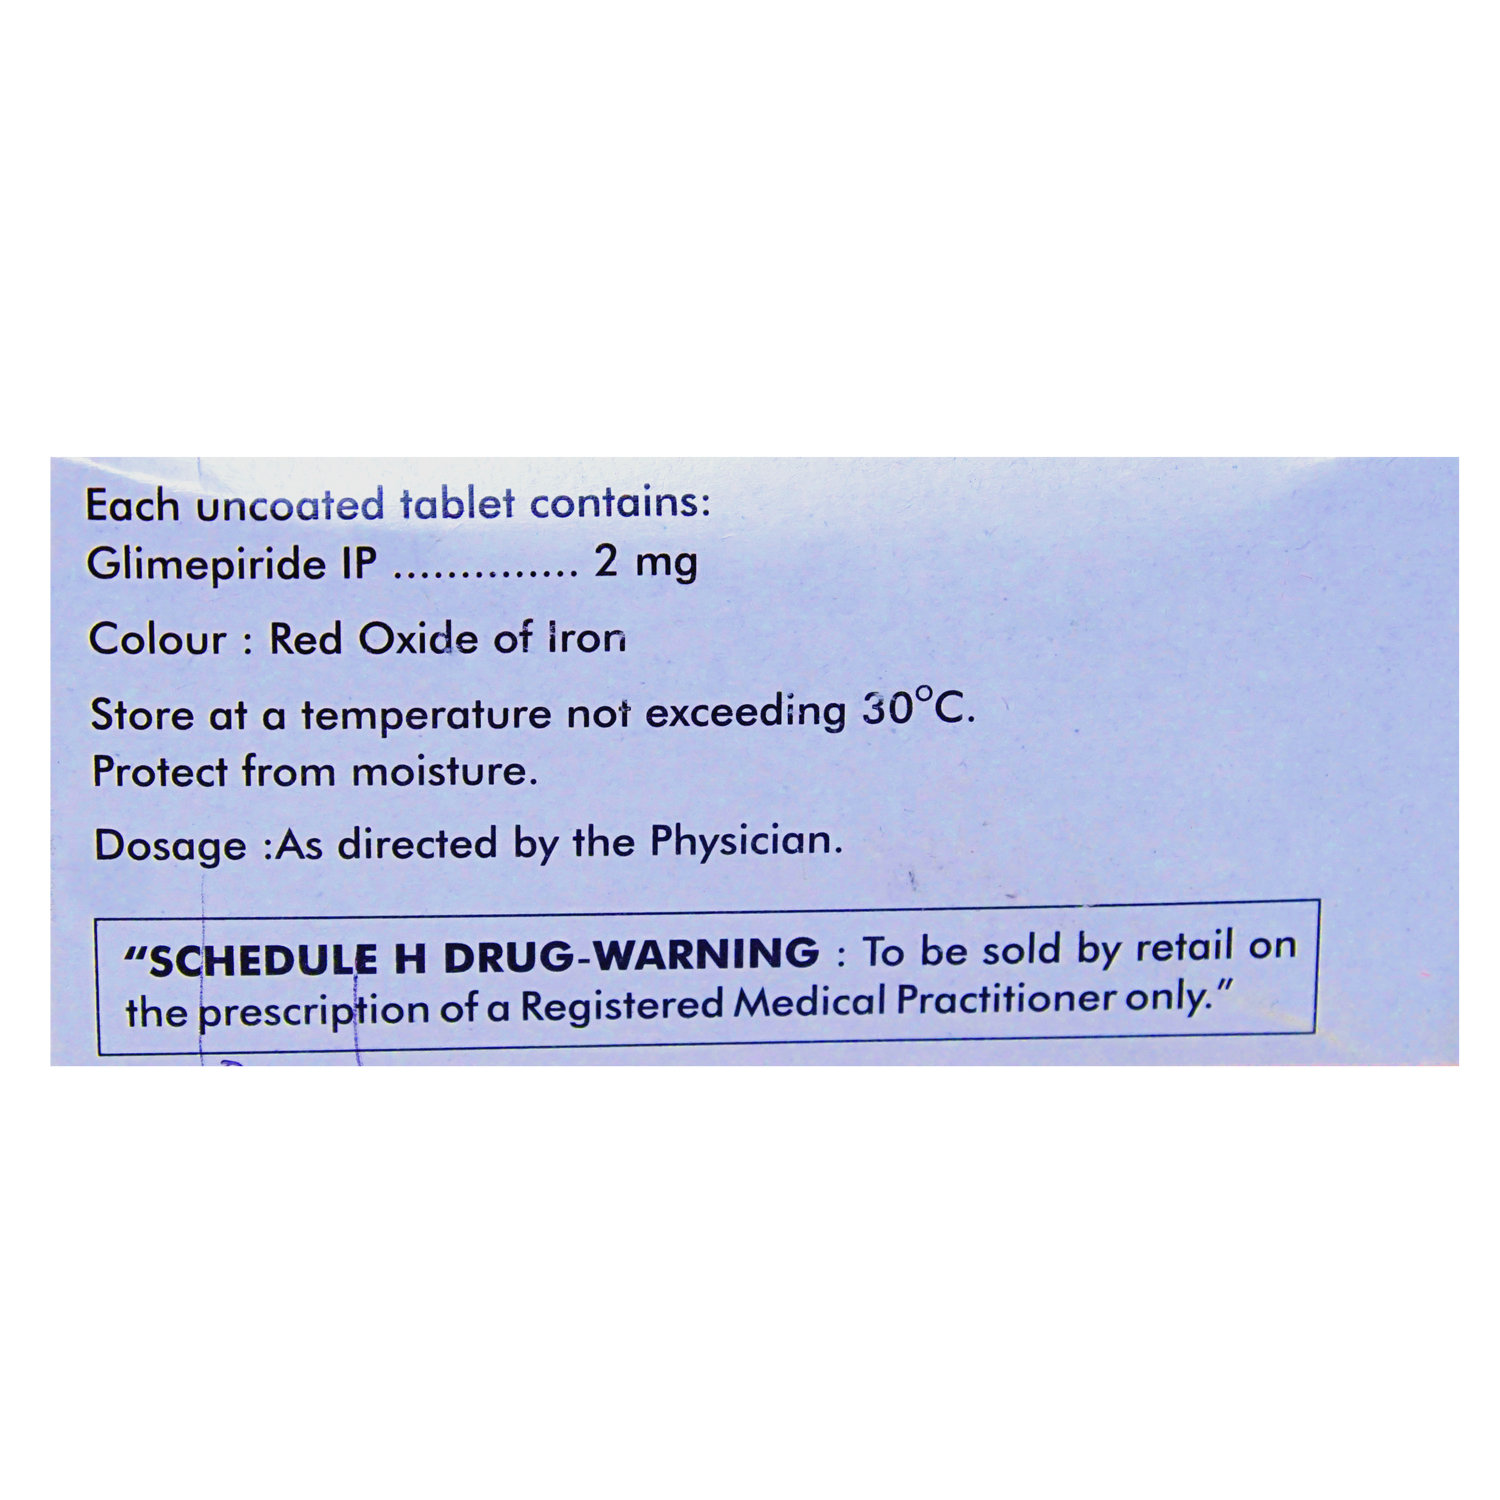 Each uncoated tablet contains:
Glimepiride IP .............. 2 mg
Colour : Red Oxide of Iron
Store at a temperature not exceeding 30°C.
Protect from moisture.
Dosage :As directed by the Physician.
“SCHEDULE H DRUG-WARNING : To be sold by retail on
the prescription of a Registered Medical Practitioner only.”